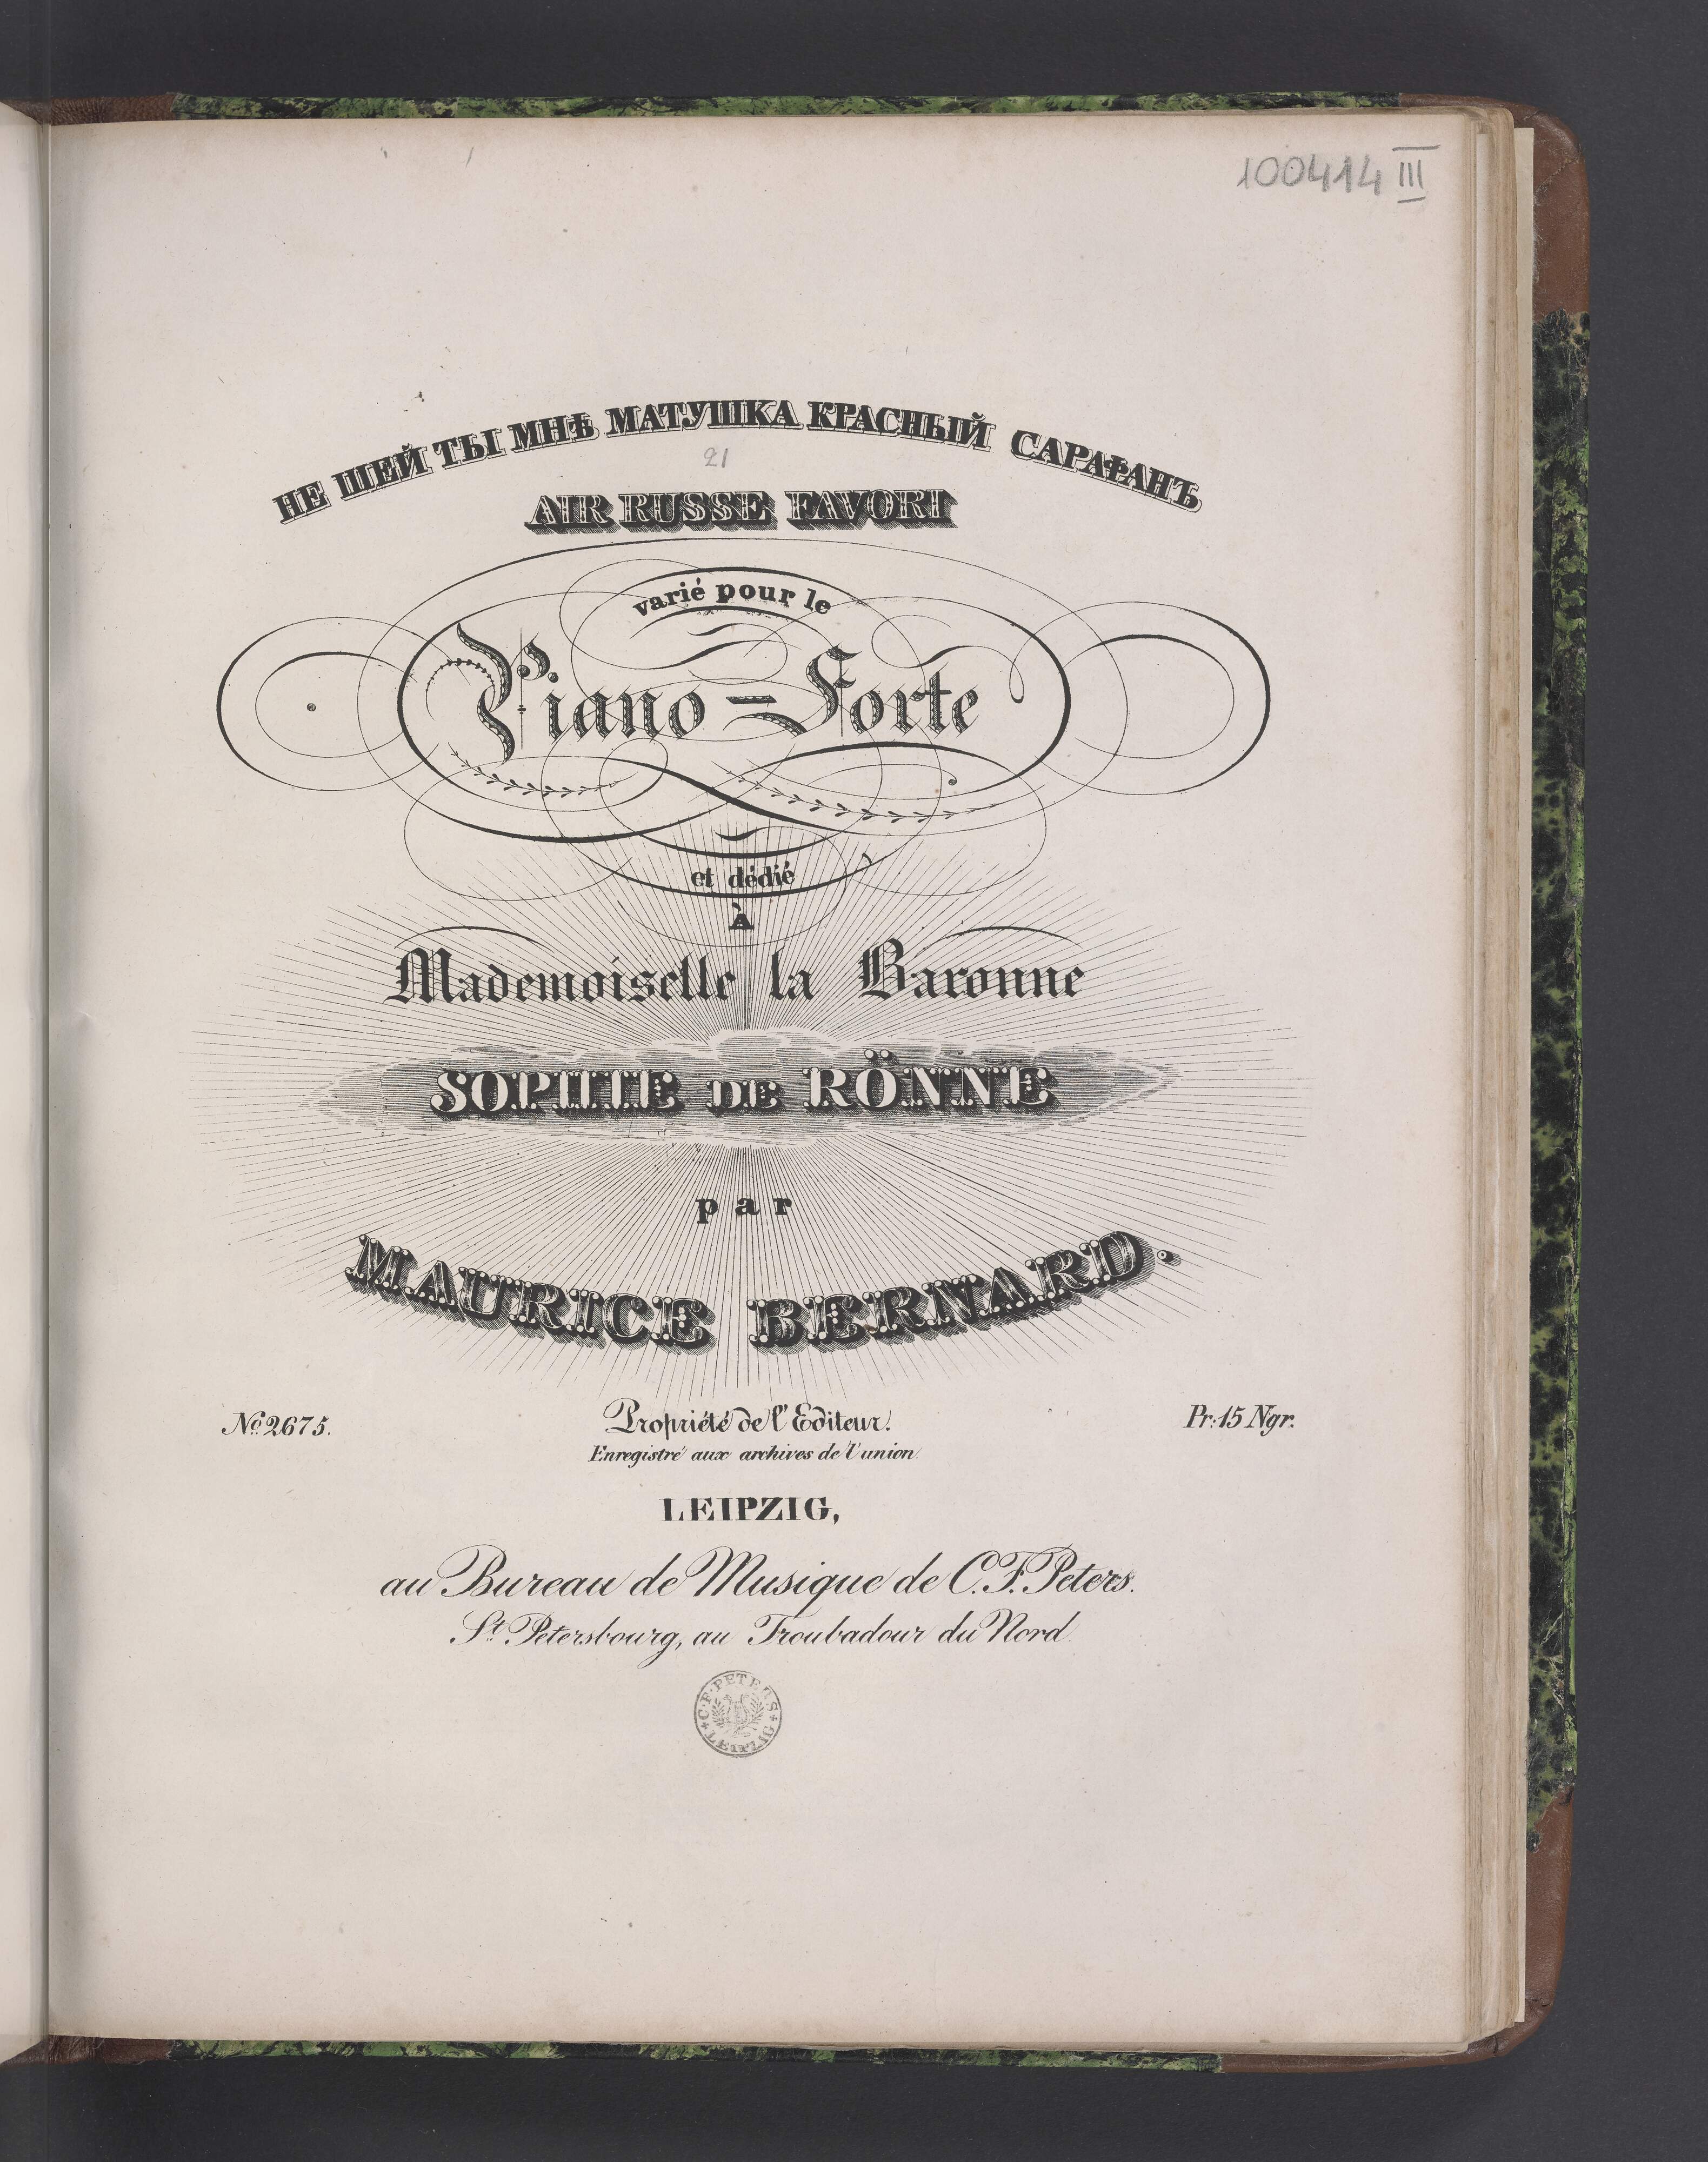 100414 III
НЕ ШЕЙ ТЫ МНѢ МАТУШКА КРАСНЫЙ САРАФАНЪ
21
AIR RUSSE FAVORI
varié pour le
Piano-Forte
et dédié
À
Mademoiselle la Baronne
SOPHIE DE RÖNNE
par
MAURICE BERNARD.
No. 2675.
Propriété de l'Editeur.
Pr: 15 Ngr.
Enregistré aux archives de l'union
LEIPZIG,
au Bureau de Musique de C. F. Peters.
St. Petersbourg, au Troubadour du Nord.
C. F. PETERS
LEIPZIG